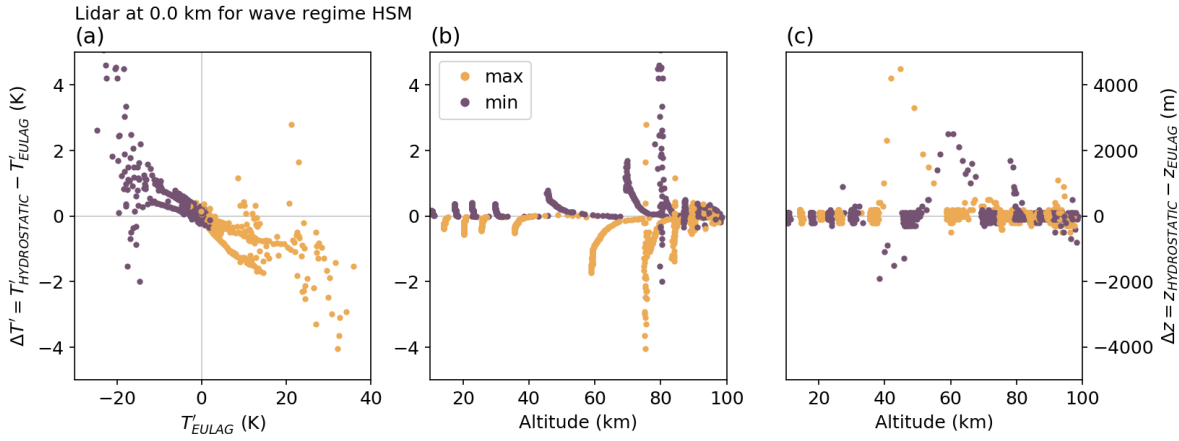 Lidar at 0.0 km for wave regime HSM
(a)
(b)
(c)
ΔT' = T'HYDROSTATIC − T'EULAG (K)
4
2
0
−2
−4
−20
0
20
40
T'EULAG (K)
max
min
4
2
0
−2
−4
20
40
60
80
100
Altitude (km)
20
40
60
80
100
Altitude (km)
4000
2000
0
−2000
−4000
Δz = zHYDROSTATIC − zEULAG (m)